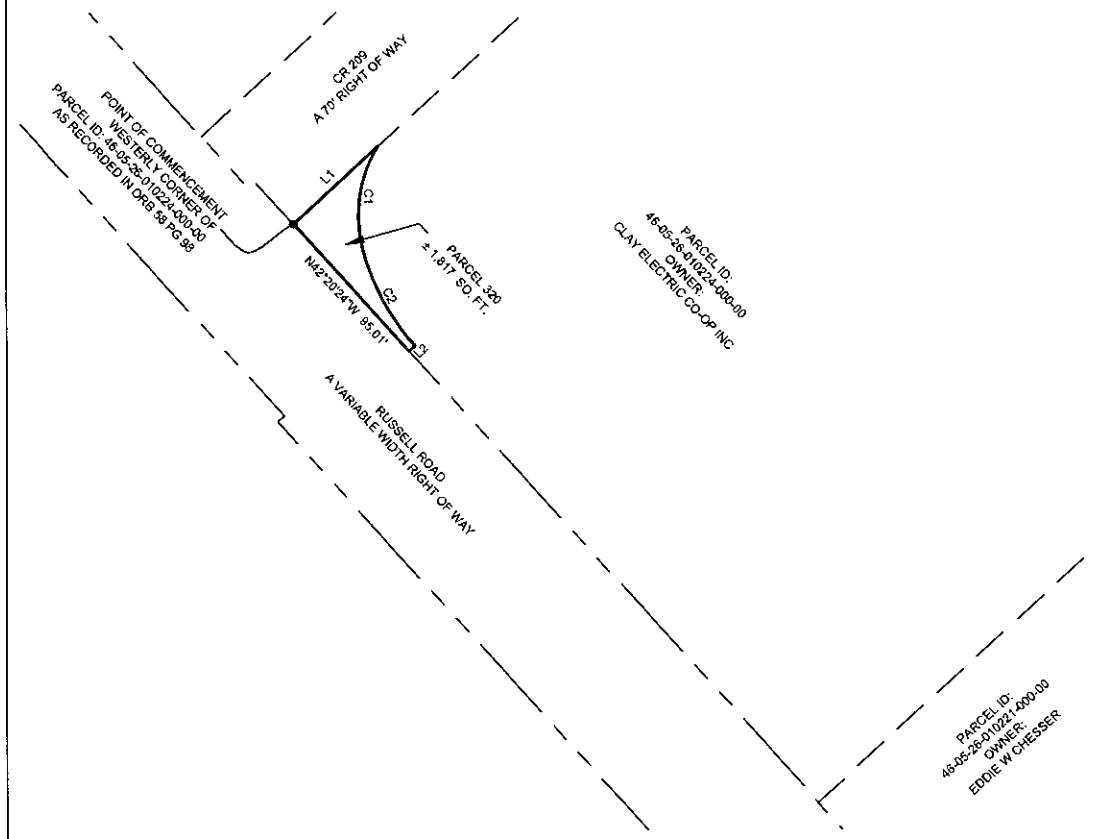 CR 209
A 70' RIGHT OF WAY
POINT OF COMMENCEMENT
WESTERLY CORNER OF
PARCEL ID: 46-05-26-010224-000-00
AS RECORDED IN ORB 58 PG 98
L1
C1
PARCEL 320
± 1,817 SQ. FT.
C2
N42°20'24"W 95.01'
L2
PARCEL ID:
46-05-26-010224-000-00
OWNER:
CLAY ELECTRIC CO-OP INC
RUSSELL ROAD
A VARIABLE WIDTH RIGHT OF WAY
PARCEL ID:
46-05-26-010221-000-00
OWNER:
EDDIE W CHESSER